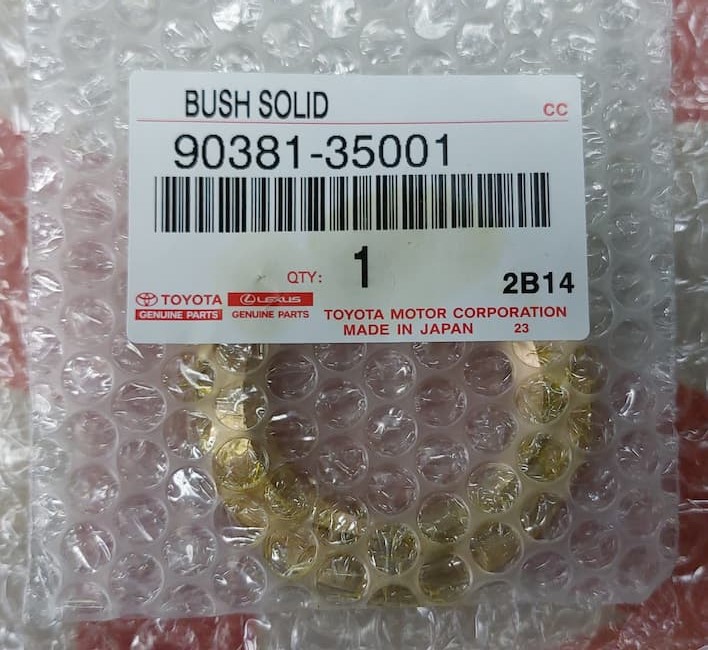 BUSH SOLID
CC
90381-35001
QTY: 1
2B14
TOYOTA LEXUS
GENUINE PARTS GENUINE PARTS
TOYOTA MOTOR CORPORATION
MADE IN JAPAN 23